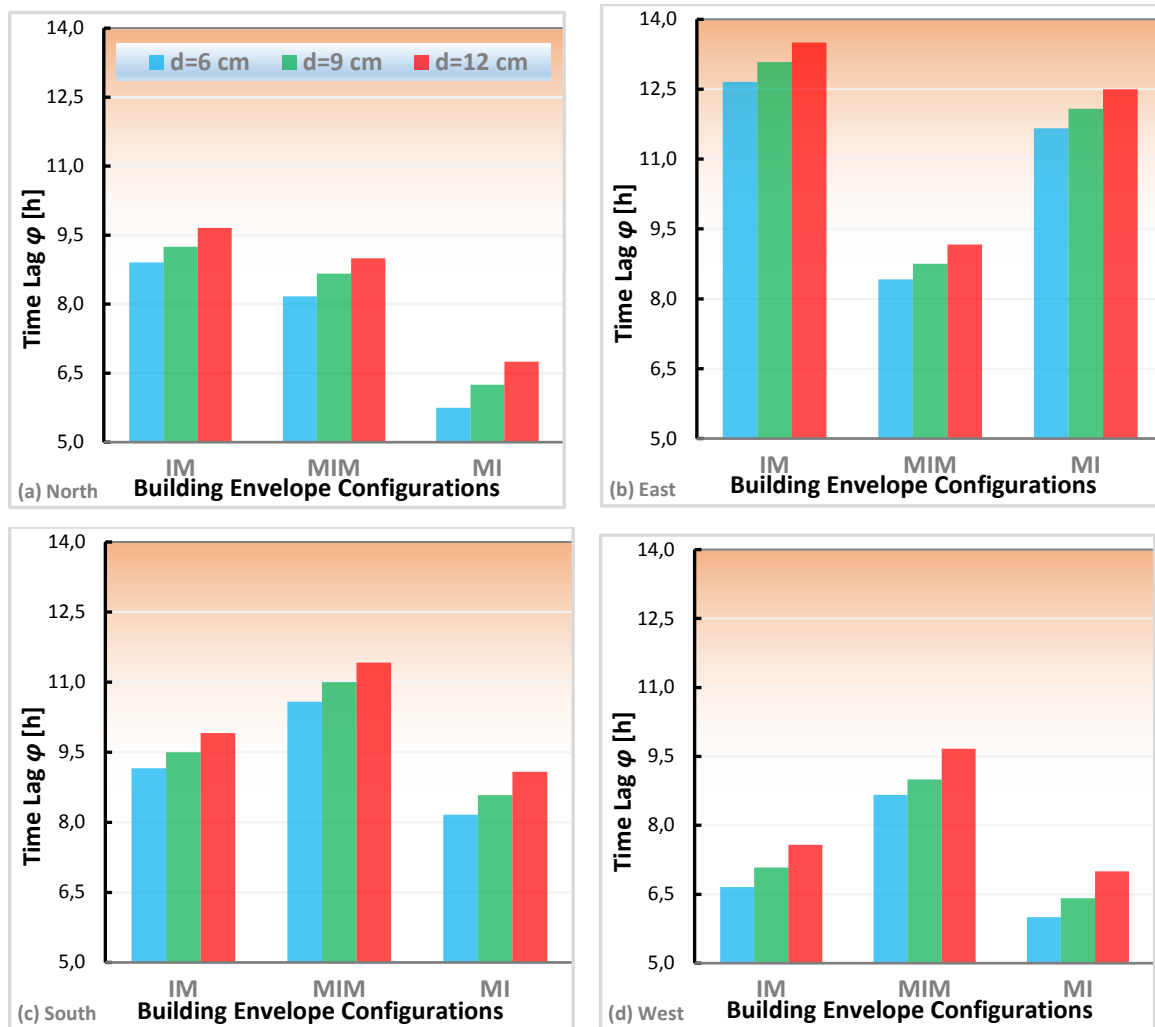 14,0
d=6 cm d=9 cm d=12 cm
12,5
11,0
9,5
8,0
6,5
5,0
Time Lag φ [h]
IM MIM MI
(a) North Building Envelope Configurations
14,0
12,5
11,0
9,5
8,0
6,5
5,0
Time Lag φ [h]
IM MIM MI
(b) East Building Envelope Configurations
14,0
12,5
11,0
9,5
8,0
6,5
5,0
Time Lag φ [h]
IM MIM MI
(c) South Building Envelope Configurations
14,0
12,5
11,0
9,5
8,0
6,5
5,0
Time Lag φ [h]
IM MIM MI
(d) West Building Envelope Configurations